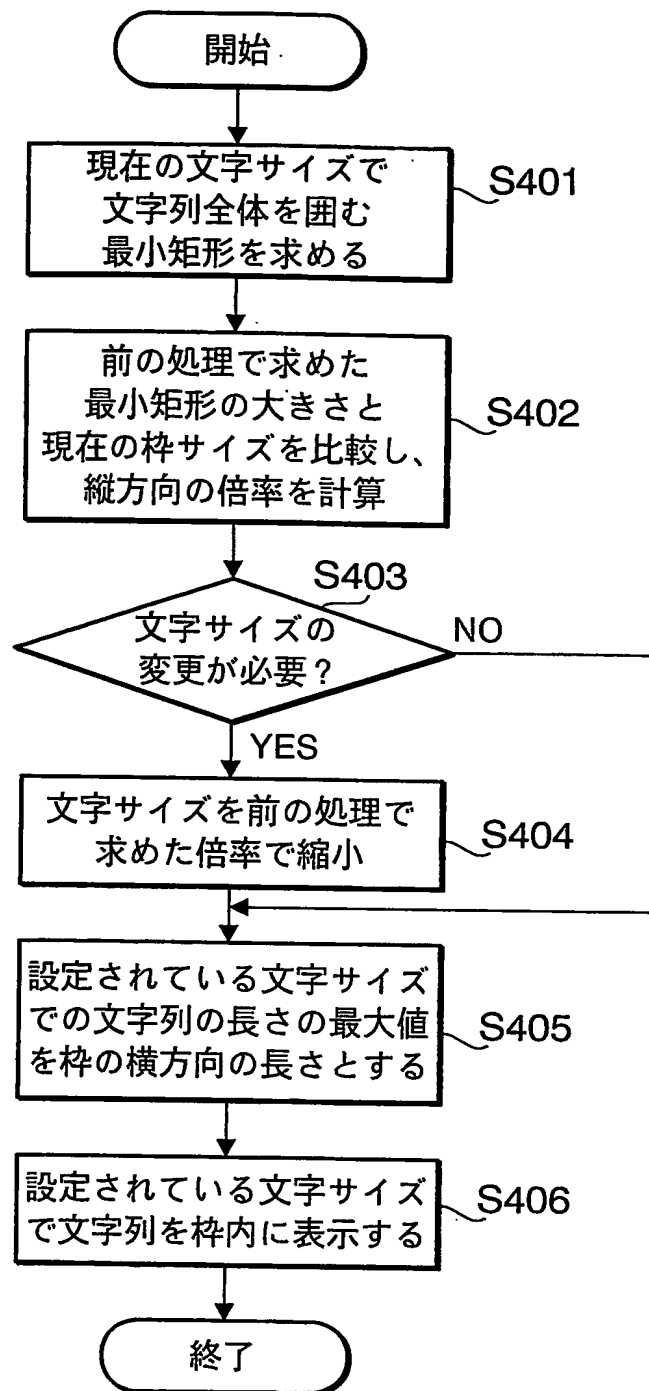 開始
現在の文字サイズで
文字列全体を囲む
最小矩形を求める
S401
前の処理で求めた
最小矩形の大きさと
現在の枠サイズを比較し、
縦方向の倍率を計算
S402
S403
文字サイズの
変更が必要？
NO
YES
文字サイズを前の処理で
求めた倍率で縮小
S404
設定されている文字サイズ
での文字列の長さの最大値
を枠の横方向の長さとする
S405
設定されている文字サイズ
で文字列を枠内に表示する
S406
終了